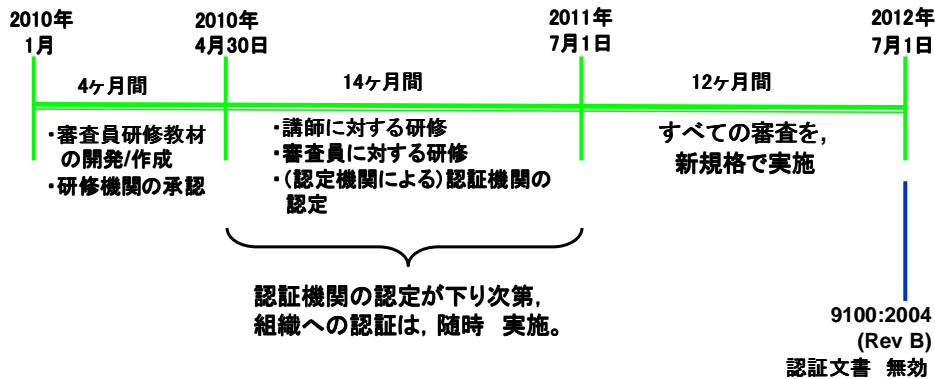 2010年
1月
2010年
4月30日
2011年
7月1日
2012年
7月1日
4ヶ月間
14ヶ月間
12ヶ月間
・審査員研修教材
の開発/作成
・研修機関の承認
・講師に対する研修
・審査員に対する研修
・(認定機関による)認証機関の
認定
すべての審査を,
新規格で実施
認証機関の認定が下り次第,
組織への認証は, 随時　実施。
9100:2004
(Rev B)
認証文書　無効